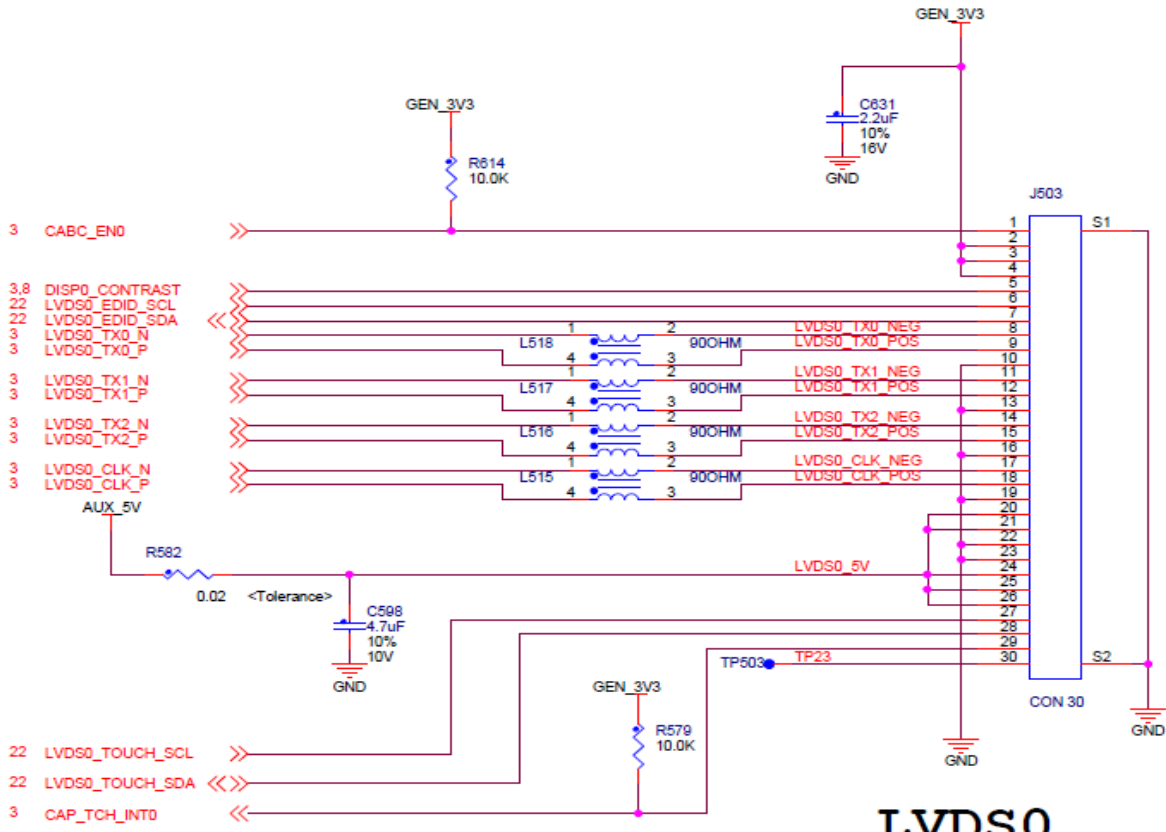 GEN_3V3
C631
2.2uF
10%
16V
GND
GEN_3V3
R614
10.0K
J503
3 CABC_EN0 1 S1
2
3
4
3,8 DISP0_CONTRAST 5
22 LVDS0_EDID_SCL 6
22 LVDS0_EDID_SDA 7
3 LVDS0_TX0_N 1 2 LVDS0_TX0_NEG 8
L518 90OHM
3 LVDS0_TX0_P 4 3 LVDS0_TX0_POS 9
10
3 LVDS0_TX1_N 1 2 LVDS0_TX1_NEG 11
L517 90OHM
3 LVDS0_TX1_P 4 3 LVDS0_TX1_POS 12
13
3 LVDS0_TX2_N 1 2 LVDS0_TX2_NEG 14
L516 90OHM
3 LVDS0_TX2_P 4 3 LVDS0_TX2_POS 15
16
3 LVDS0_CLK_N 1 2 LVDS0_CLK_NEG 17
L515 90OHM
3 LVDS0_CLK_P 4 3 LVDS0_CLK_POS 18
19
AUX_5V
20
21
22
23
R582
0.02 <Tolerance>
LVDS0_5V 24
25
26
C598
4.7uF
10%
10V
GND
27
28
29
TP503 TP23 30 S2
CON 30
GND
GND
GEN_3V3
R579
10.0K
22 LVDS0_TOUCH_SCL
22 LVDS0_TOUCH_SDA
3 CAP_TCH_INT0
LVDS0